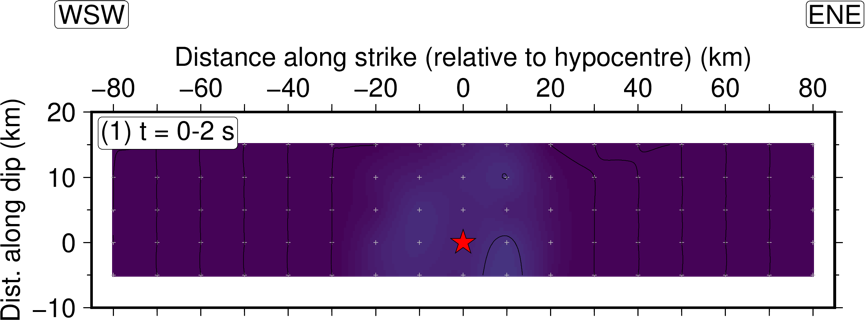 WSW ENE
Distance along strike (relative to hypocentre) (km)
−80 −60 −40 −20 0 20 40 60 80
Dist. along dip (km)
20
10
0
−10
(1) t = 0-2 s